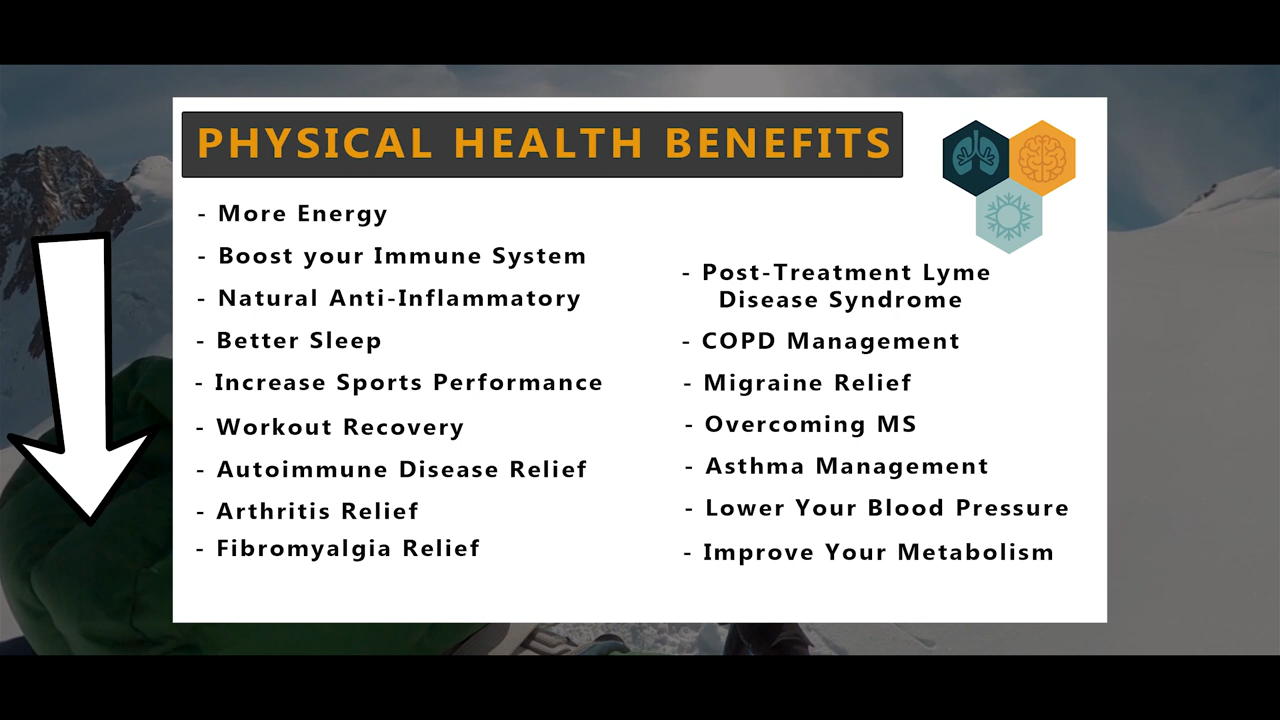 PHYSICAL HEALTH BENEFITS
- More Energy
- Boost your Immune System
- Natural Anti-Inflammatory
- Better Sleep
- Increase Sports Performance
- Workout Recovery
- Autoimmune Disease Relief
- Arthritis Relief
- Fibromyalgia Relief
- Post-Treatment Lyme
Disease Syndrome
- COPD Management
- Migraine Relief
- Overcoming MS
- Asthma Management
- Lower Your Blood Pressure
- Improve Your Metabolism